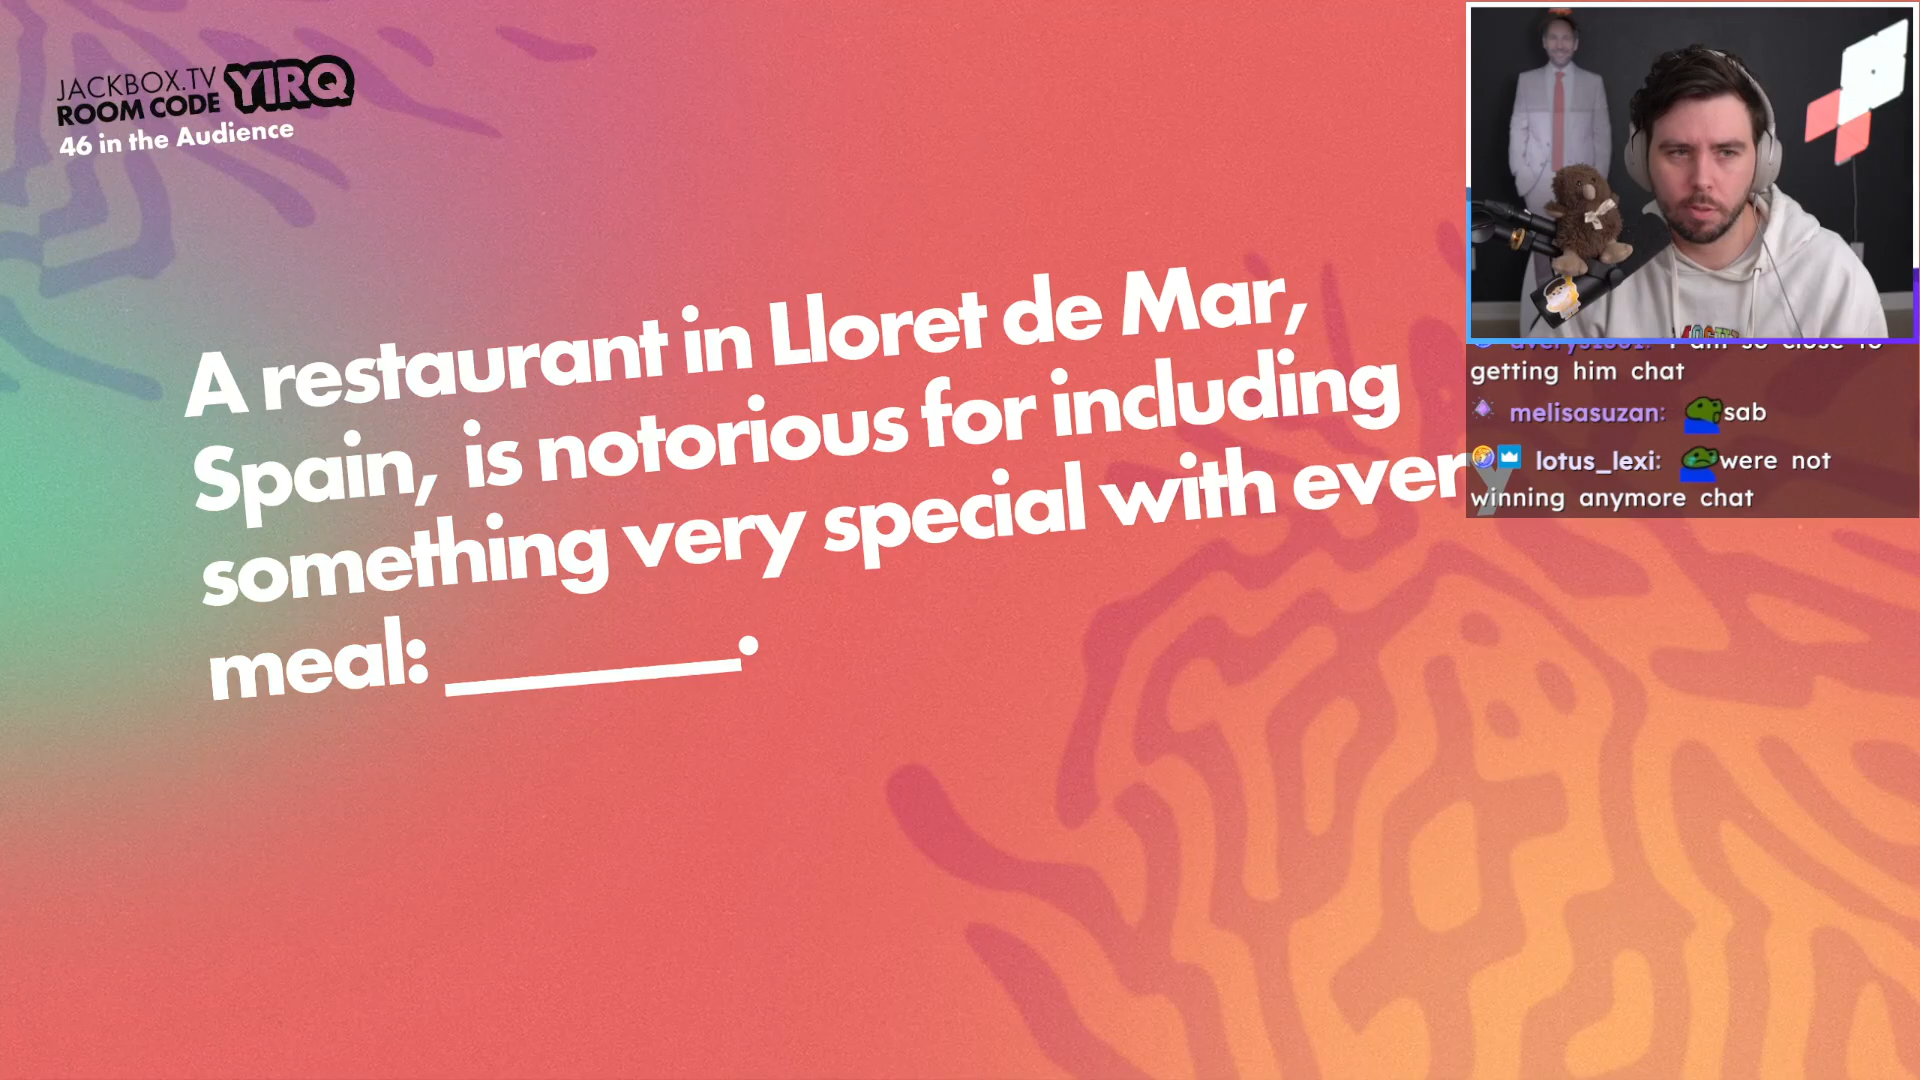 JACKBOX.TV
ROOM CODE YIRQ
46 in the Audience
A restaurant in Lloret de Mar,
Spain, is notorious for including
something very special with every
meal: ______.
getting him chat
melisasuzan: sab
lotus_lexi: were not
winning anymore chat